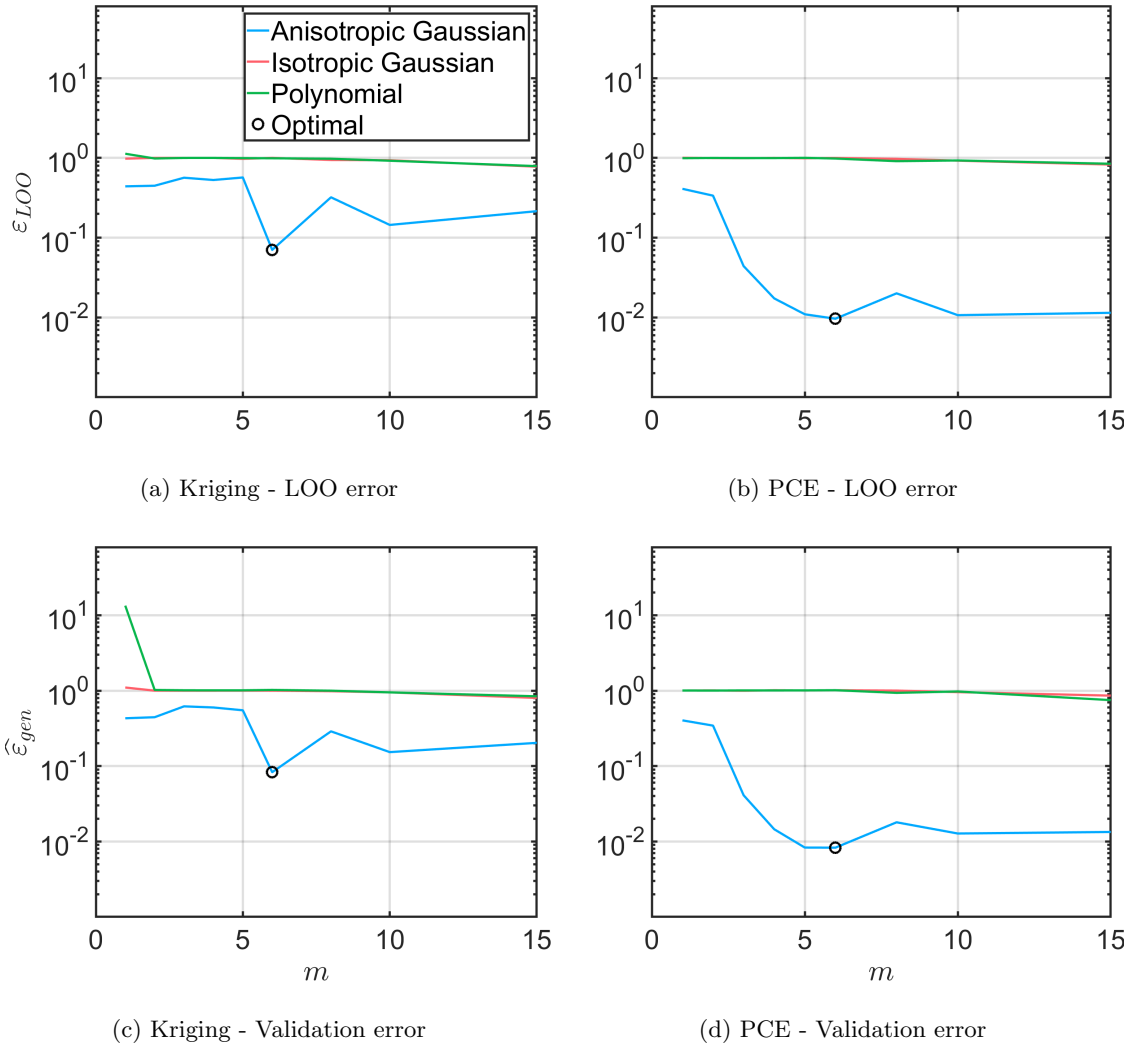 Anisotropic Gaussian
Isotropic Gaussian
Polynomial
Optimal
10^1
10^0
10^-1
10^-2
ε_LOO
0 5 10 15
10^1
10^0
10^-1
10^-2
0 5 10 15
(a) Kriging - LOO error
(b) PCE - LOO error
10^1
10^0
10^-1
10^-2
ε̂_gen
0 5 10 15
m
10^1
10^0
10^-1
10^-2
0 5 10 15
m
(c) Kriging - Validation error
(d) PCE - Validation error